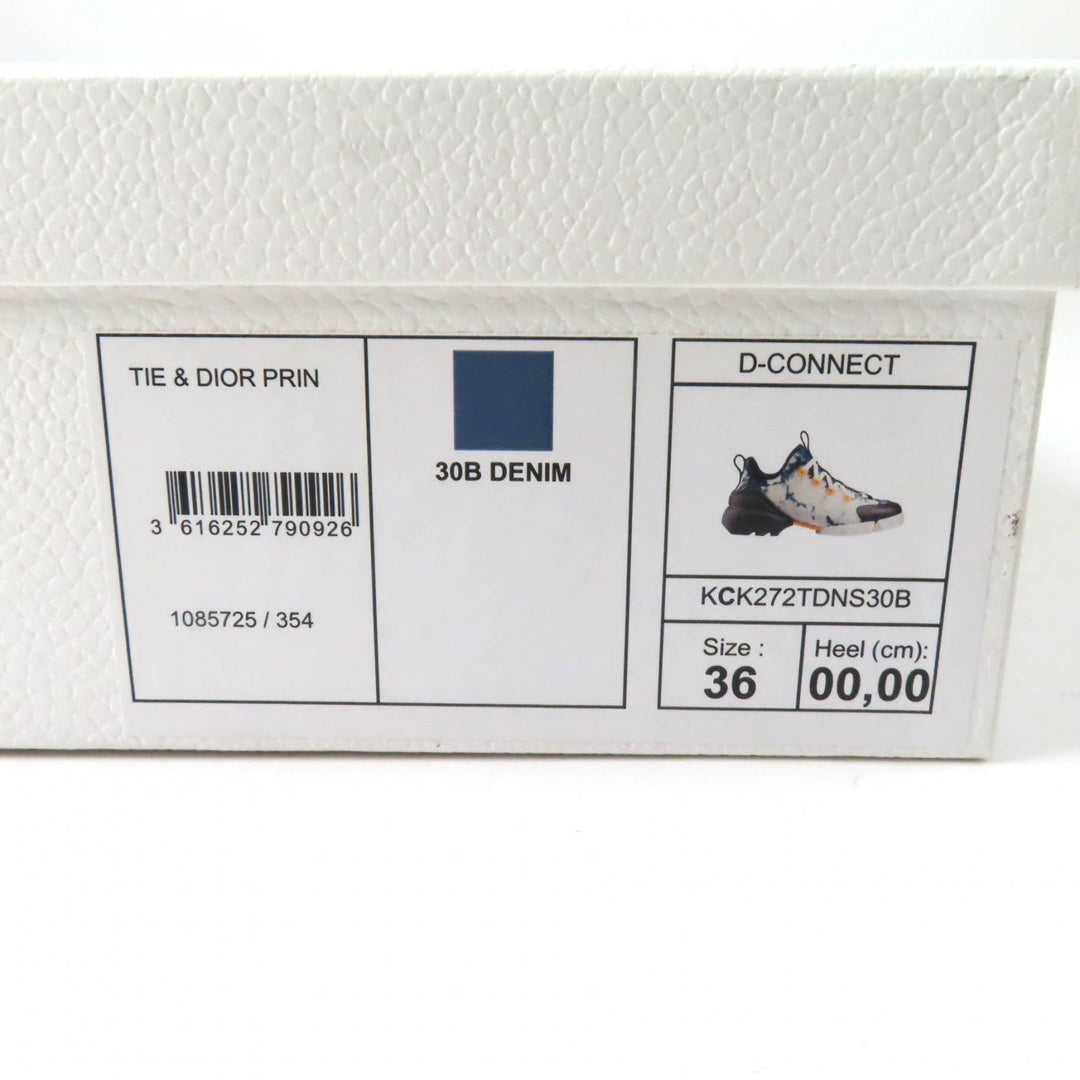 TIE & DIOR PRIN
3 616252 790926
1085725 / 354
30B DENIM
D-CONNECT
KCK272TDNS30B
Size :
36
Heel (cm):
00,00